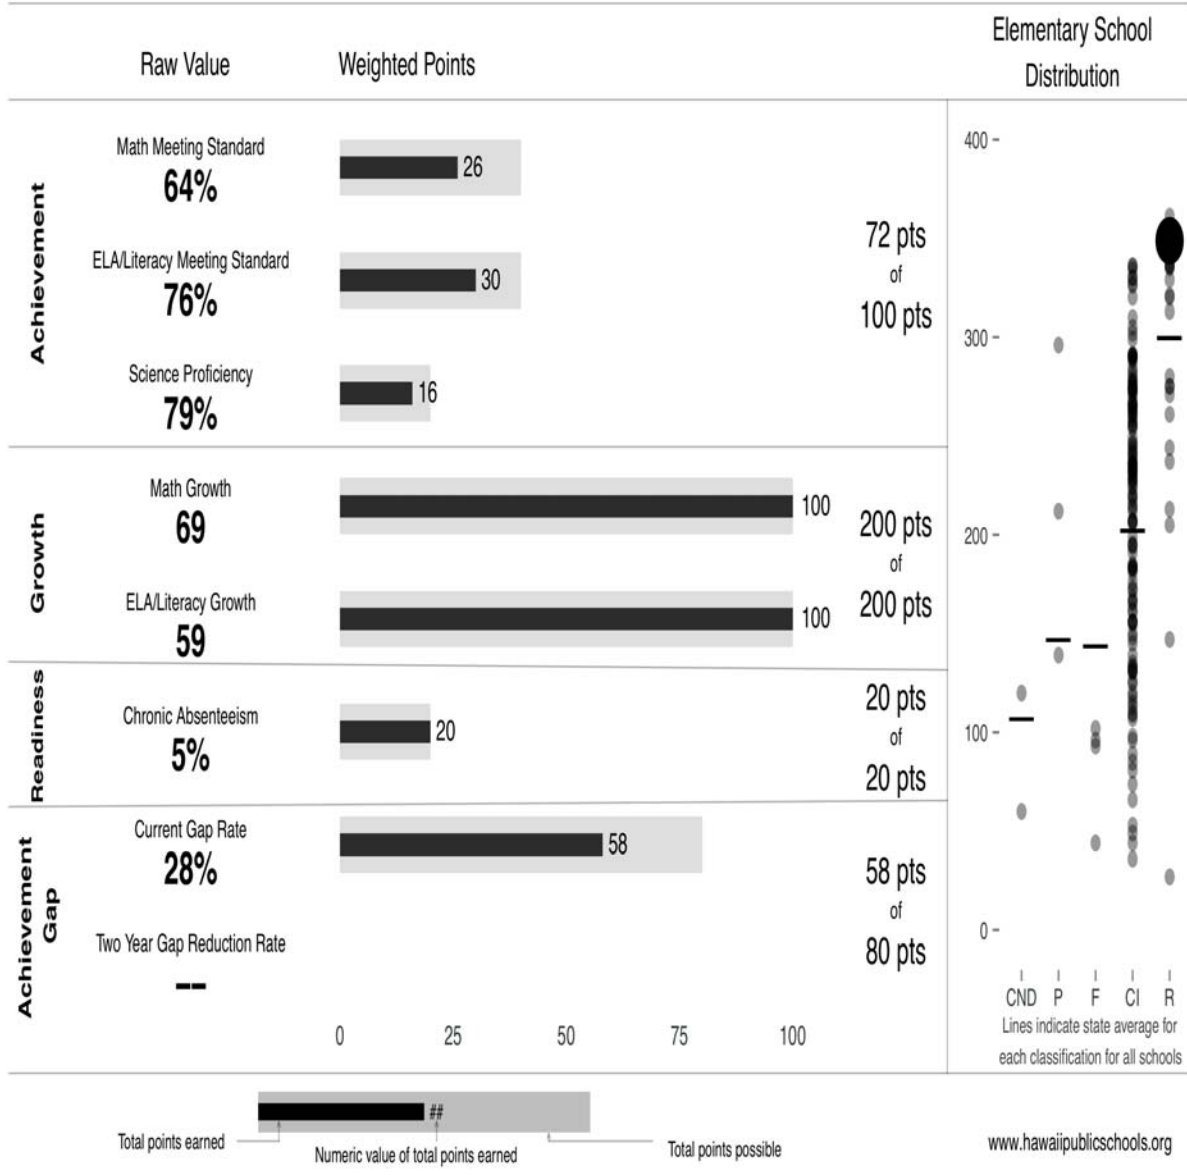 Raw Value
Weighted Points
Elementary School
Distribution
Achievement
Math Meeting Standard
64%
26
ELA/Literacy Meeting Standard
76%
30
Science Proficiency
79%
16
72 pts
of
100 pts
Growth
Math Growth
69
100
ELA/Literacy Growth
59
100
200 pts
of
200 pts
Readiness
Chronic Absenteeism
5%
20
20 pts
of
20 pts
Achievement
Gap
Current Gap Rate
28%
58
Two Year Gap Reduction Rate
--
58 pts
of
80 pts
0 25 50 75 100
400
300
200
100
0
CND P F CI R
Lines indicate state average for
each classification for all schools
##
Total points earned
Numeric value of total points earned
Total points possible
www.hawaiipublicschools.org